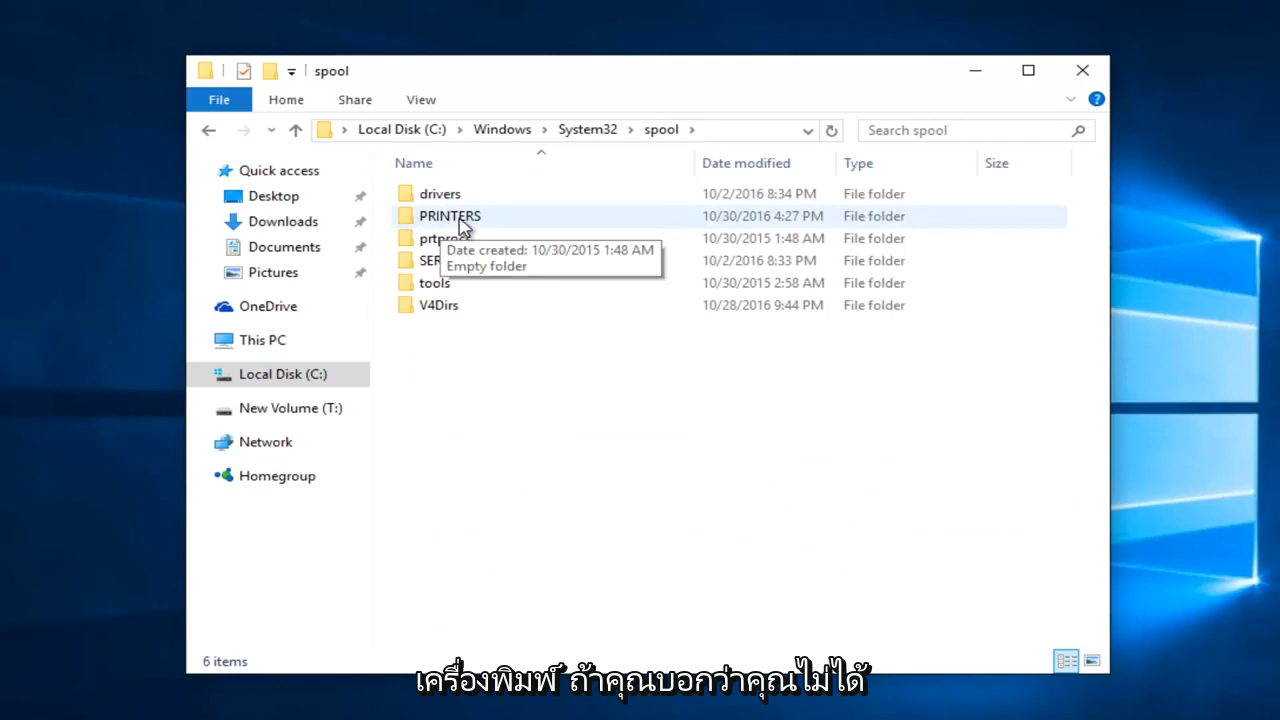 spool
File Home Share View
Local Disk (C:) Windows System32 spool Search spool
Name Date modified Type Size
Quick access
Desktop
Downloads
Documents
Pictures
OneDrive
This PC
Local Disk (C:)
New Volume (T:)
Network
Homegroup
drivers 10/2/2016 8:34 PM File folder
PRINTERS 10/30/2016 4:27 PM File folder
10/30/2015 1:48 AM File folder
10/2/2016 8:33 PM File folder
tools 10/30/2015 2:58 AM File folder
V4Dirs 10/28/2016 9:44 PM File folder
Date created: 10/30/2015 1:48 AM
Empty folder
6 items
เครื่องพิมพ์ ถ้าคุณบอกว่าคุณไม่ได้